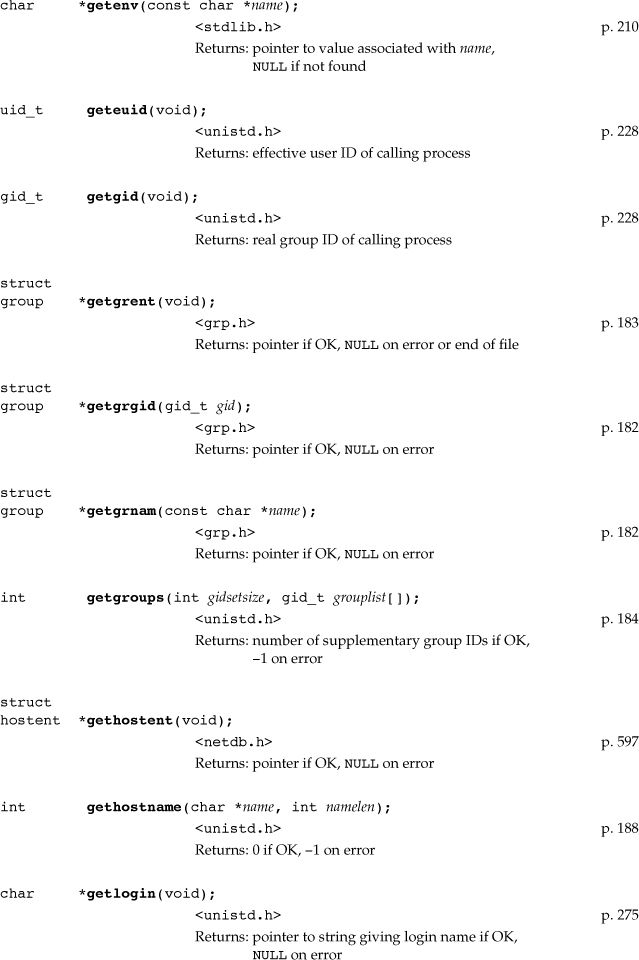 char *getenv(const char *name);
<stdlib.h> p. 210
Returns: pointer to value associated with name,
NULL if not found
uid_t geteuid(void);
<unistd.h> p. 228
Returns: effective user ID of calling process
gid_t getgid(void);
<unistd.h> p. 228
Returns: real group ID of calling process
struct
group *getgrent(void);
<grp.h> p. 183
Returns: pointer if OK, NULL on error or end of file
struct
group *getgrgid(gid_t gid);
<grp.h> p. 182
Returns: pointer if OK, NULL on error
struct
group *getgrnam(const char *name);
<grp.h> p. 182
Returns: pointer if OK, NULL on error
int getgroups(int gidsetsize, gid_t grouplist[]);
<unistd.h> p. 184
Returns: number of supplementary group IDs if OK,
–1 on error
struct
hostent *gethostent(void);
<netdb.h> p. 597
Returns: pointer if OK, NULL on error
int gethostname(char *name, int namelen);
<unistd.h> p. 188
Returns: 0 if OK, –1 on error
char *getlogin(void);
<unistd.h> p. 275
Returns: pointer to string giving login name if OK,
NULL on error